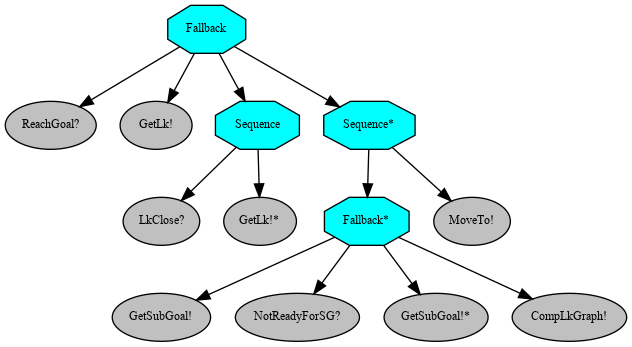 Fallback
ReachGoal?
GetLk!
Sequence
Sequence*
LkClose?
GetLk!*
Fallback*
MoveTo!
GetSubGoal!
NotReadyForSG?
GetSubGoal!*
CompLkGraph!